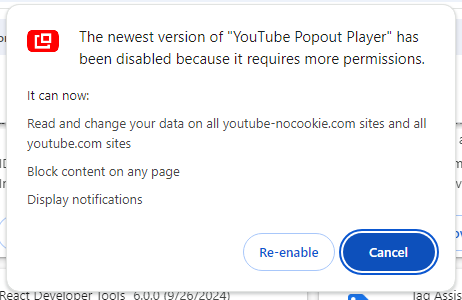 The newest version of "YouTube Popout Player" has
been disabled because it requires more permissions.
It can now:
Read and change your data on all youtube-nocookie.com sites and all
youtube.com sites
Block content on any page
Display notifications
Re-enable
Cancel
React Developer Tools 6.0.0 (9/26/2024)
Tag Assis